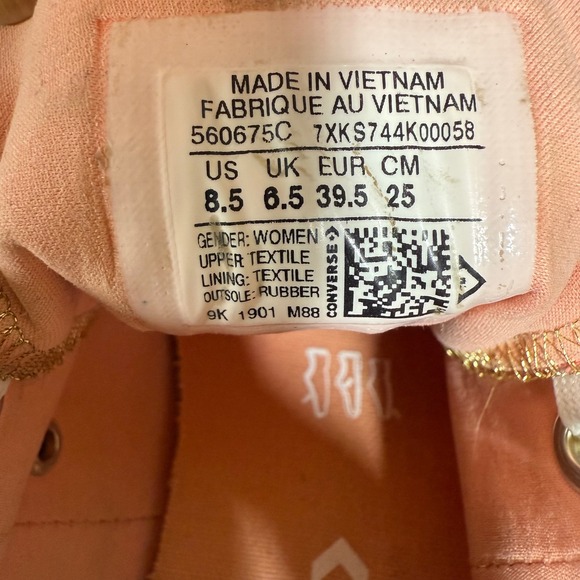 MADE IN VIETNAM
FABRIQUE AU VIETNAM
560675C 7XKS744K00058
US UK EUR CM
8.5 6.5 39.5 25
GENDER: WOMEN
UPPER: TEXTILE
LINING: TEXTILE
OUTSOLE: RUBBER
9K 1901 M88
CONVERSE